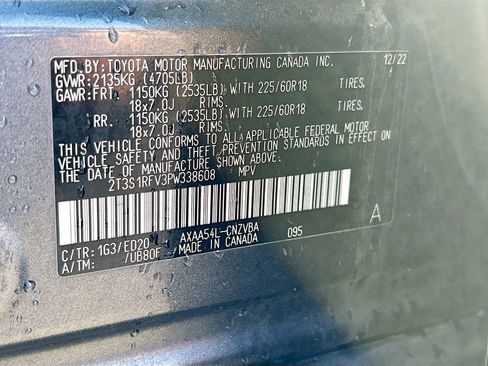 MFD.BY:TOYOTA MOTOR MANUFACTURING CANADA INC. 12/22
GVWR:2135KG (4705LB)
GAWR:FRT. 1150KG (2535LB) WITH 225/60R18 TIRES,
18x7.0J RIMS.
RR. 1150KG (2535LB) WITH 225/60R18 TIRES,
18x7.0J RIMS.
THIS VEHICLE CONFORMS TO ALL APPLICABLE FEDERAL MOTOR
VEHICLE SAFETY AND THEFT PREVENTION STANDARDS IN EFFECT ON
THE DATE OF MANUFACTURE SHOWN ABOVE.
2T3S1RFV3PW338608 MPV
A
C/TR: 1G3/ED20 AXAA54L-CNZVBA 095
A/TM: /UB80F MADE IN CANADA